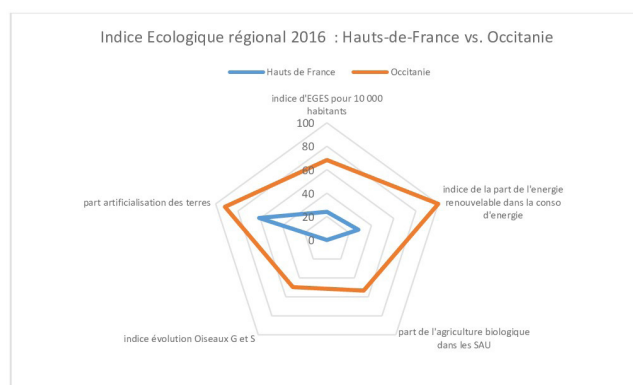 Indice Ecologique régional 2016 : Hauts-de-France vs. Occitanie
Hauts de France
Occitanie
indice d'EGES pour 10 000
habitants
100
80
60
40
20
0
indice de la part de l'energie
renouvelable dans la conso
d'energie
part artificialisation des terres
part de l'agriculture biologique
dans les SAU
indice évolution Oiseaux G et S